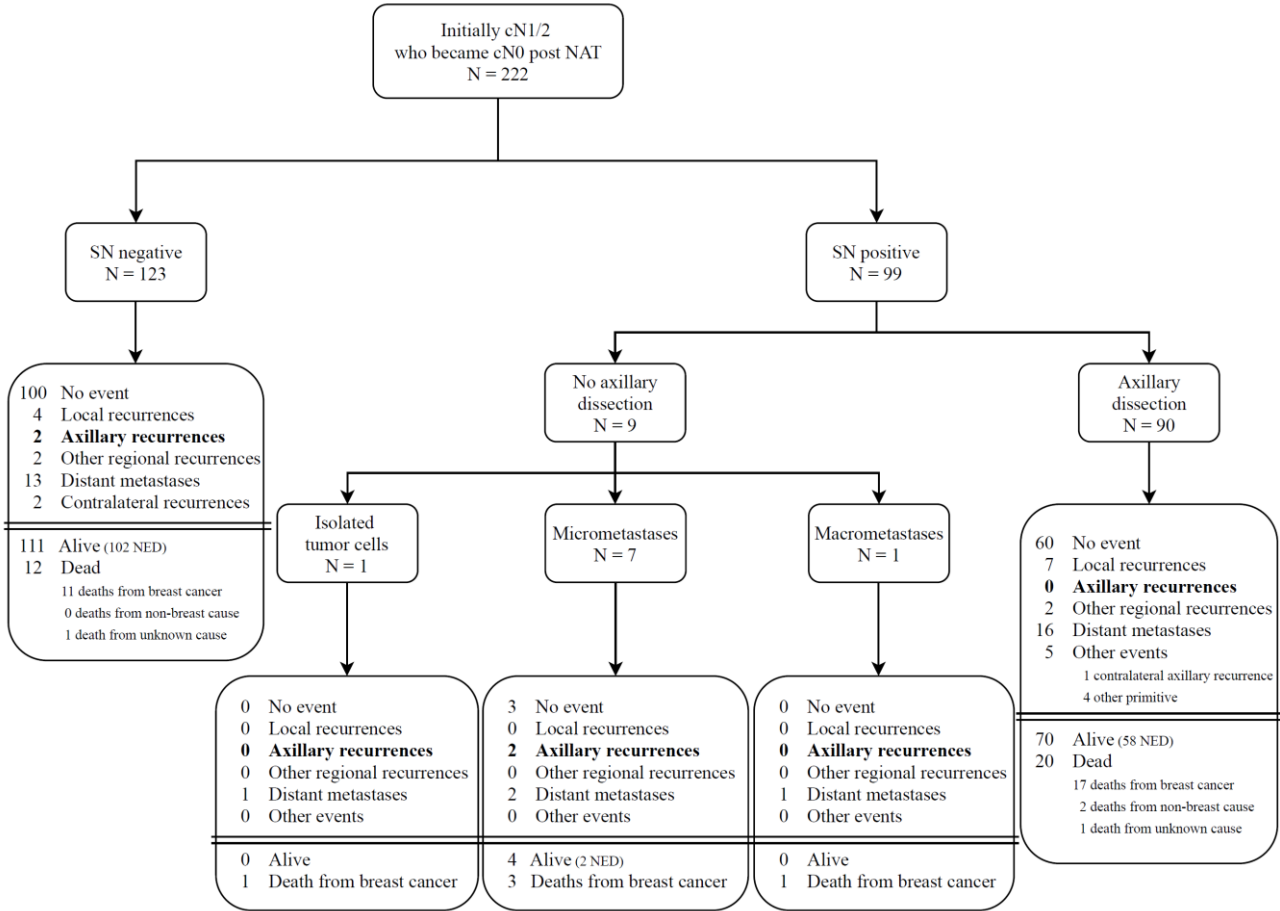 Initially cN1/2
who became cN0 post NAT
N = 222
SN negative
N = 123
SN positive
N = 99
100 No event
4 Local recurrences
2 Axillary recurrences
2 Other regional recurrences
13 Distant metastases
2 Contralateral recurrences
111 Alive (102 NED)
12 Dead
11 deaths from breast cancer
0 deaths from non-breast cause
1 death from unknown cause
No axillary
dissection
N = 9
Axillary
dissection
N = 90
Isolated
tumor cells
N = 1
Micrometastases
N = 7
Macrometastases
N = 1
0 No event
0 Local recurrences
0 Axillary recurrences
0 Other regional recurrences
1 Distant metastases
0 Other events
0 Alive
1 Death from breast cancer
3 No event
0 Local recurrences
2 Axillary recurrences
0 Other regional recurrences
2 Distant metastases
0 Other events
4 Alive (2 NED)
3 Deaths from breast cancer
0 No event
0 Local recurrences
0 Axillary recurrences
0 Other regional recurrences
1 Distant metastases
0 Other events
0 Alive
1 Death from breast cancer
60 No event
7 Local recurrences
0 Axillary recurrences
2 Other regional recurrences
16 Distant metastases
5 Other events
1 contralateral axillary recurrence
4 other primitive
70 Alive (58 NED)
20 Dead
17 deaths from breast cancer
2 deaths from non-breast cause
1 death from unknown cause